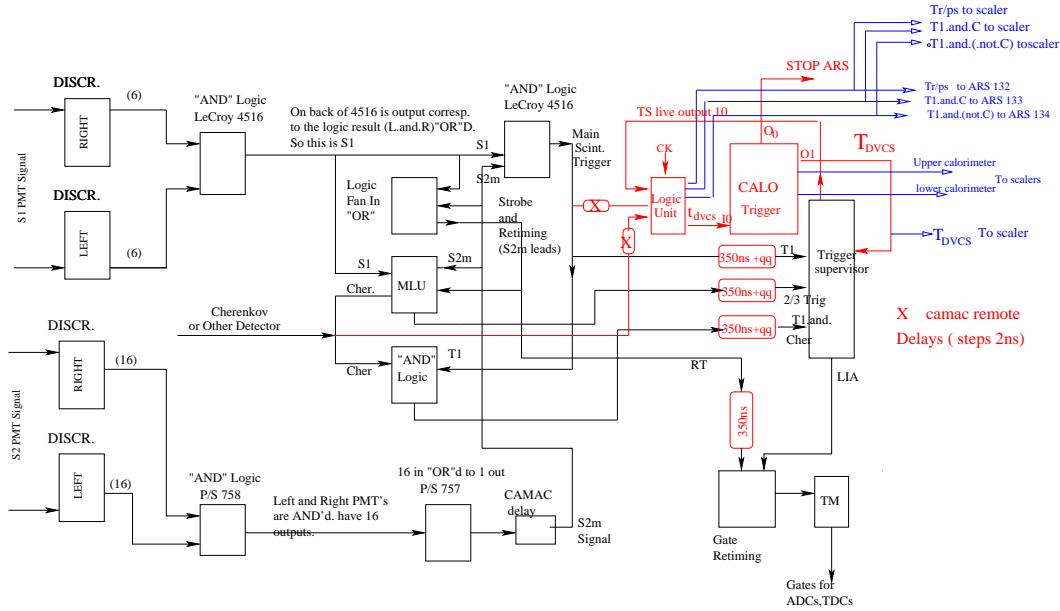 Tr/ps to scaler
T1.and.C to scaler
T1.and.(.not.C) toscaler
STOP ARS
DISCR.
(6)
RIGHT
"AND" Logic
LeCroy 4516
"AND" Logic
LeCroy 4516
On back of 4516 is output corresp.
to the logic result (L.and.R)"OR"D.
So this is S1
S1
S2m
Main
Scint.
Trigger
TS live output 10
Tr/ps to ARS 132
T1.and.C to ARS 133
T1.and.(not.C) to ARS 134
O0
O1
TDVCS
CK
Logic
Unit
CALO
Trigger
tdvcs
I0
Upper calorimeter
lower calorimeter
To scalers
TDVCS To scaler
S1 PMT Signal
DISCR.
LEFT
(6)
Logic
Fan In
"OR"
Strobe
and
Retiming
(S2m leads)
X
X
S1
S2m
MLU
Cher.
350ns+qq
T1
Trigger
supervisor
350ns+qq
2/3 Trig
350ns+qq
T1.and.
Cher
X camac remote
Delays ( steps 2ns)
Cherenkov
or Other Detector
"AND"
Logic
T1
Cher
RT
LIA
DISCR.
(16)
RIGHT
S2 PMT Signal
DISCR.
LEFT
(16)
"AND" Logic
P/S 758
Left and Right PMT's
are AND'd. have 16
outputs.
16 in "OR"d to 1 out
P/S 757
CAMAC
delay
S2m
Signal
350ns
Gate
Retiming
TM
Gates for
ADCs,TDCs